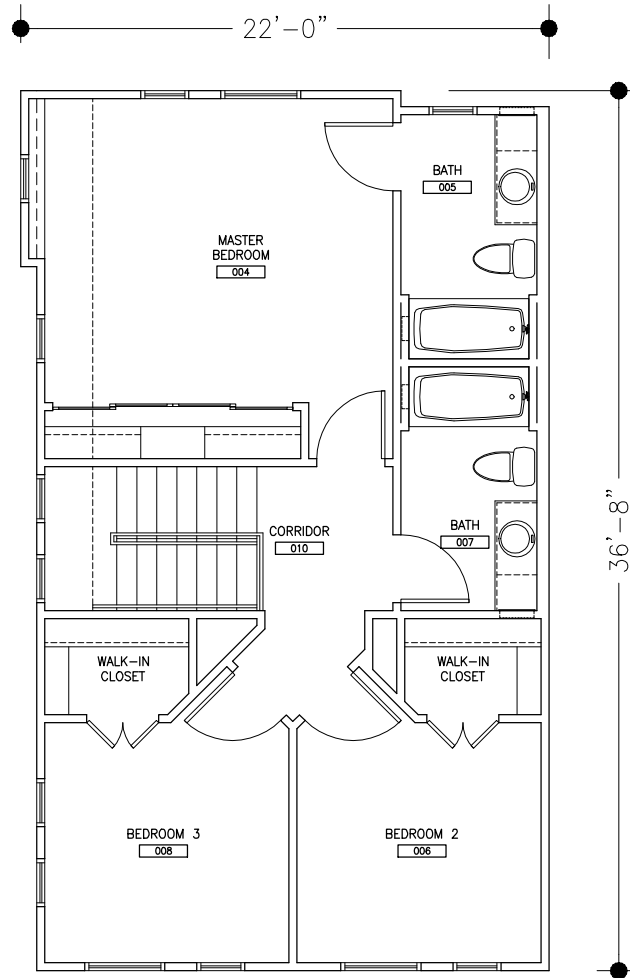 22'-0"
BATH
005
MASTER
BEDROOM
004
36'-8"
CORRIDOR
010
BATH
007
WALK-IN
CLOSET
WALK-IN
CLOSET
BEDROOM 3
008
BEDROOM 2
006